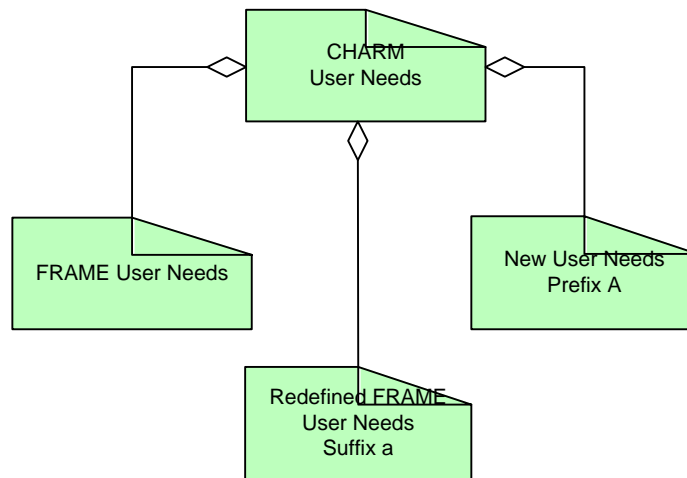 CHARM
User Needs
FRAME User Needs
New User Needs
Prefix A
Redefined FRAME
User Needs
Suffix a